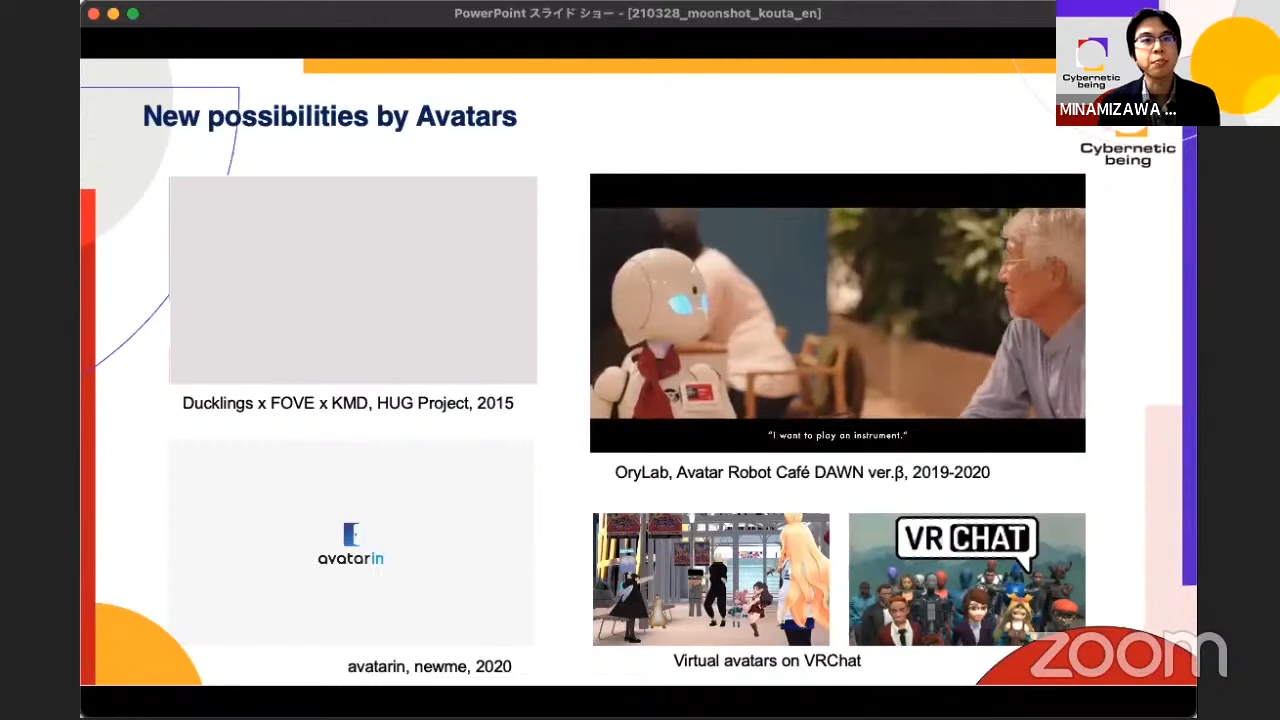 PowerPoint スライド ショー - [210328_moonshot_kouta_en]
Cybernetic
being
MINAMIZAWA ...
New possibilities by Avatars
Cybernetic
being
Ducklings x FOVE x KMD, HUG Project, 2015
"I want to play an instrument."
OryLab, Avatar Robot Café DAWN ver.β, 2019-2020
avatarin
avatarin, newme, 2020
VR CHAT
Virtual avatars on VRChat
zoom